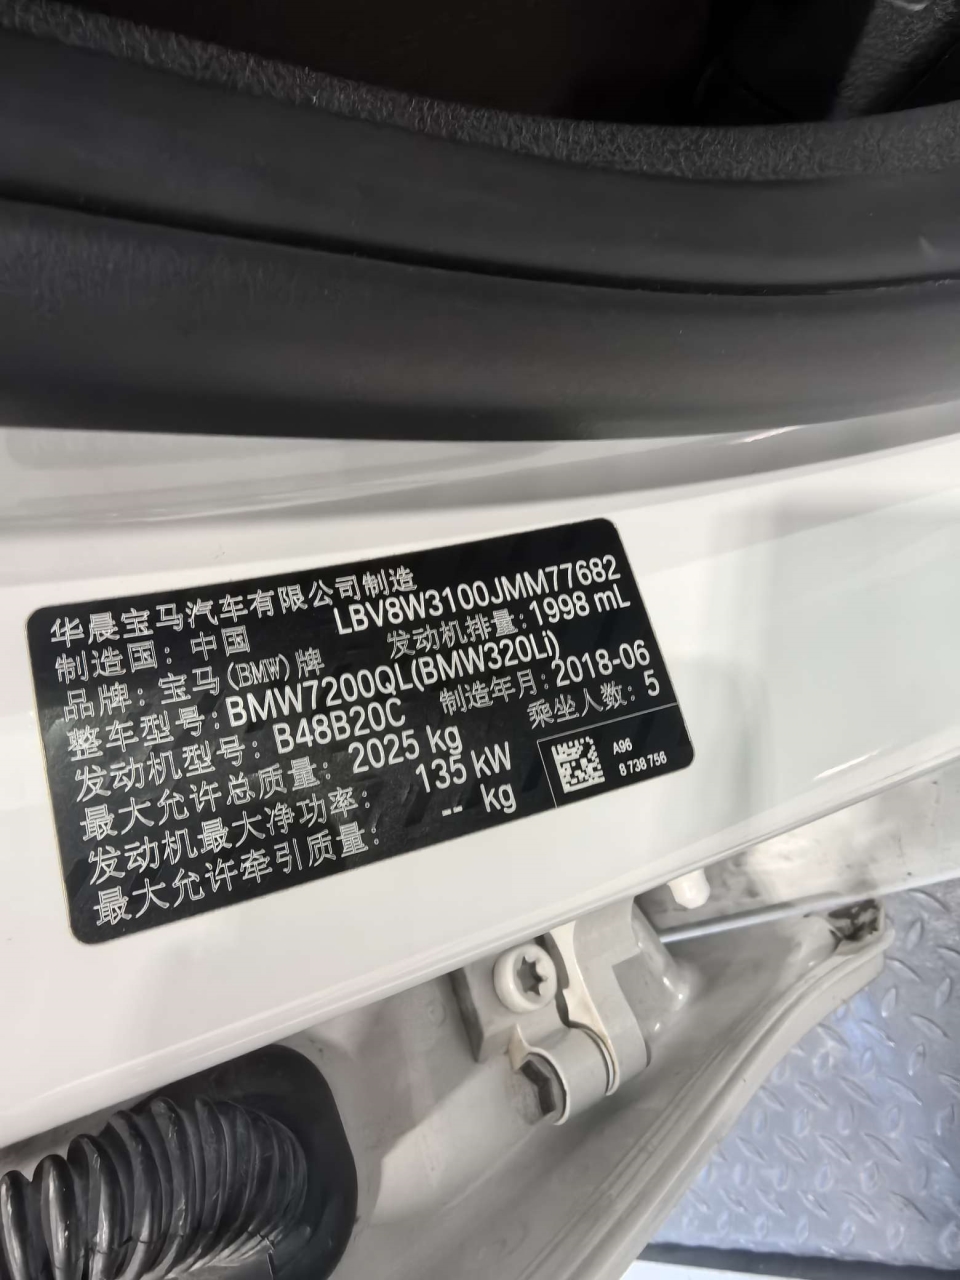 华晨宝马汽车有限公司制造
制造国：中国 LBV8W3100JMM77682
品牌：宝马(BMW)牌 发动机排量：1998 mL
整车型号：BMW7200QL(BMW320Li)
发动机型号：B48B20C 制造年月：2018-06
最大允许总质量：2025 kg 乘坐人数：5
发动机最大净功率：135 kW
最大允许牵引质量：-- kg
A96
8 738 756